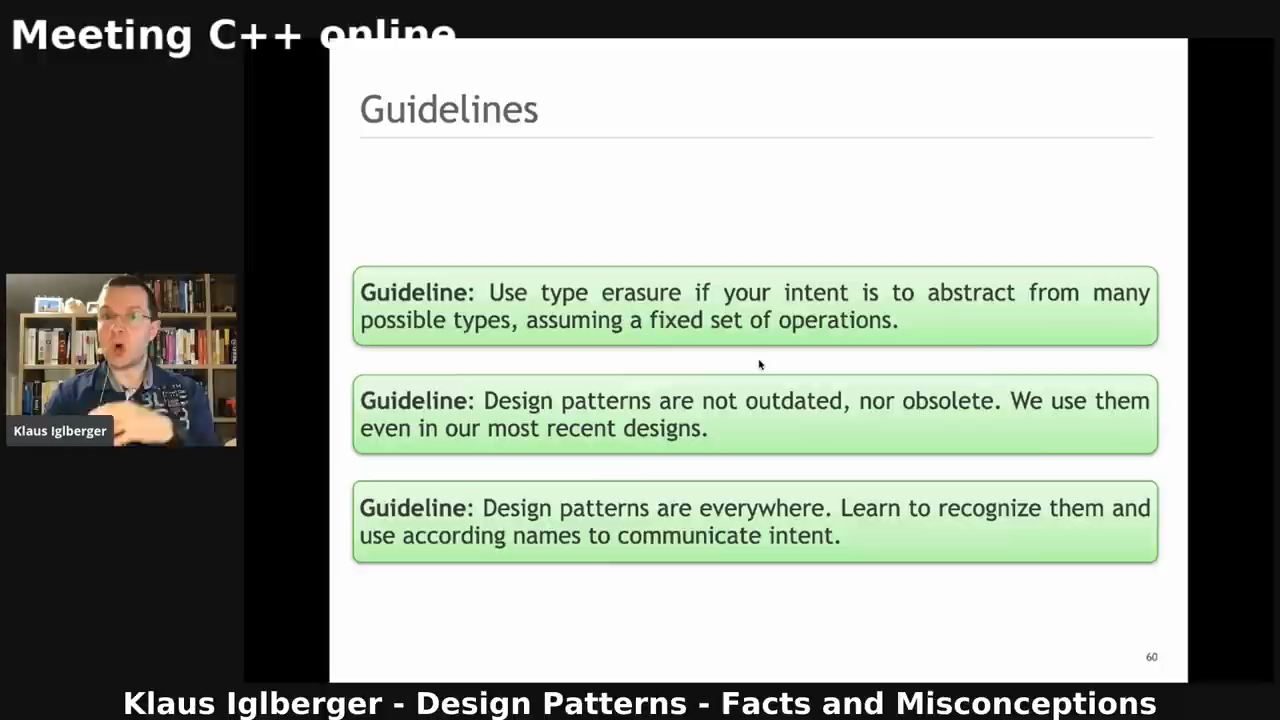 Meeting C++ online
Guidelines
Guideline: Use type erasure if your intent is to abstract from many
possible types, assuming a fixed set of operations.
Guideline: Design patterns are not outdated, nor obsolete. We use them
even in our most recent designs.
Klaus Iglberger
Guideline: Design patterns are everywhere. Learn to recognize them and
use according names to communicate intent.
60
Klaus Iglberger - Design Patterns - Facts and Misconceptions